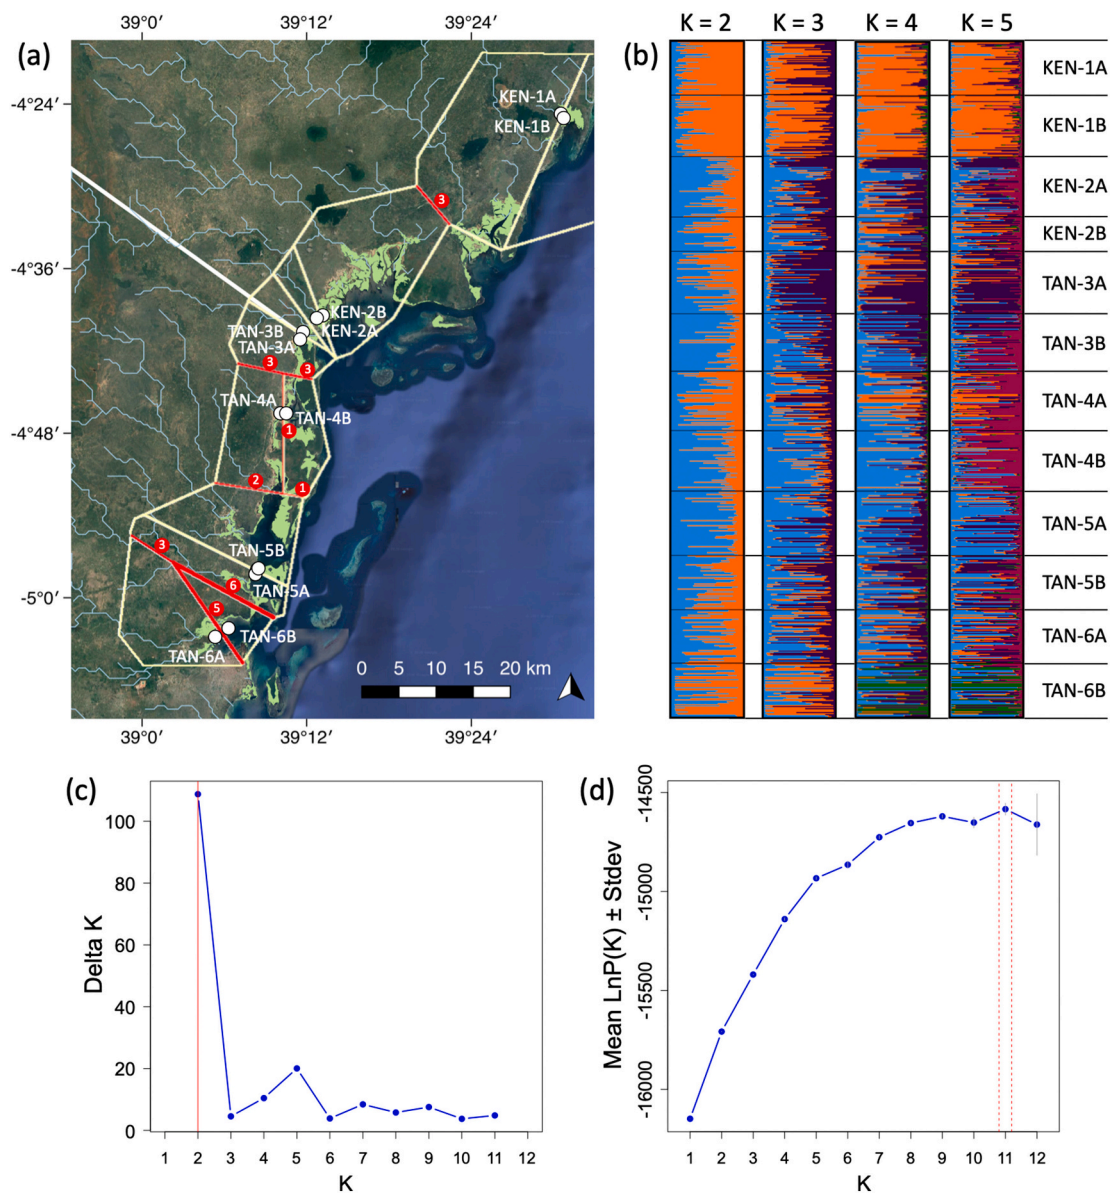 39°0′ 39°12′ 39°24′
(a)
-4°24′
-4°36′
-4°48′
-5°0′
KEN-1A
KEN-1B
3
KEN-2B
KEN-2A
TAN-3B
TAN-3A
3
3
TAN-4A
TAN-4B
1
2
1
3
TAN-5B
6
TAN-5A
5
TAN-6B
TAN-6A
0 5 10 15 20 km
39°0′ 39°12′ 39°24′
(b)
K = 2 K = 3 K = 4 K = 5
KEN-1A
KEN-1B
KEN-2A
KEN-2B
TAN-3A
TAN-3B
TAN-4A
TAN-4B
TAN-5A
TAN-5B
TAN-6A
TAN-6B
(c)
Delta K
100
80
60
40
20
0
1 2 3 4 5 6 7 8 9 10 11 12
K
(d)
Mean LnP(K) ± Stdev
-14500
-15000
-15500
-16000
1 2 3 4 5 6 7 8 9 10 11 12
K